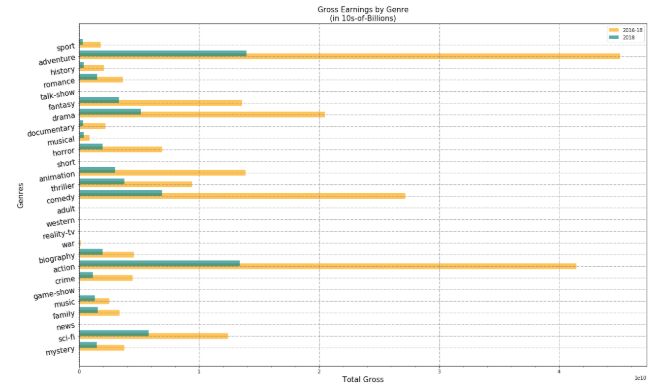 Gross Earnings by Genre
(in 10s-of-Billions)
2016-18
2018
sport
adventure
history
romance
talk-show
fantasy
drama
documentary
musical
horror
short
animation
thriller
comedy
adult
western
reality-tv
war
biography
action
crime
game-show
music
family
news
sci-fi
mystery
Genres
0 1 2 3 4
1e10
Total Gross